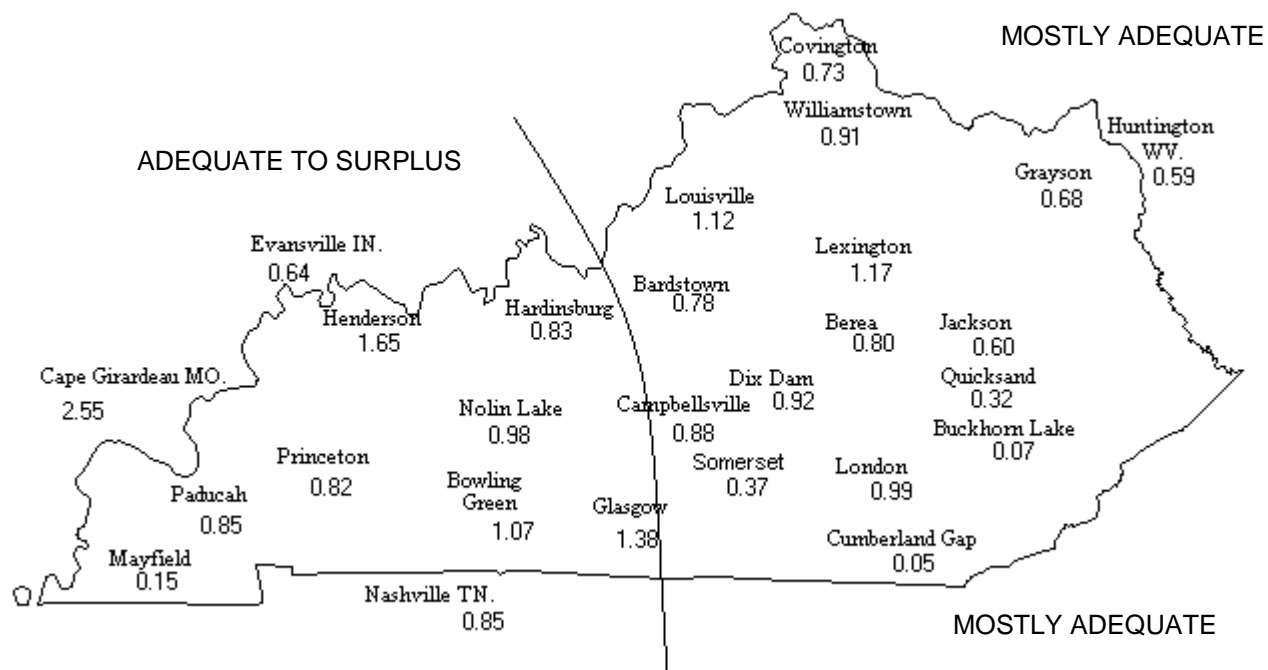 Covington
0.73
MOSTLY ADEQUATE
Williamstown
0.91
Huntington
WV.
0.59
ADEQUATE TO SURPLUS
Grayson
0.68
Louisville
1.12
Evansville IN.
0.64
Lexington
1.17
Bardstown
0.78
Hardinsburg
0.83
Henderson
1.65
Berea
0.80
Jackson
0.60
Cape Girardeau MO.
2.55
Dix Dam
0.92
Quicksand
0.32
Nolin Lake
0.98
Campbellsville
0.88
Buckhorn Lake
0.07
Princeton
0.82
Somerset
0.37
London
0.99
Paducah
0.85
Bowling
Green
1.07
Glasgow
1.38
Mayfield
0.15
Cumberland Gap
0.05
Nashville TN.
0.85
MOSTLY ADEQUATE